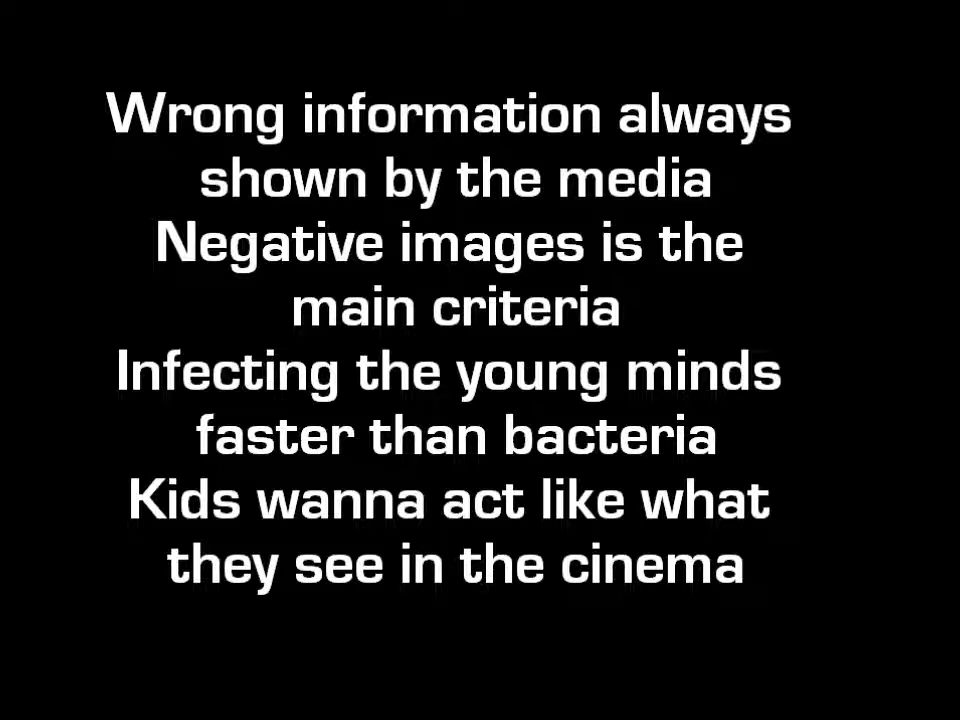 Wrong information always
shown by the media
Negative images is the
main criteria
Infecting the young minds
faster than bacteria
Kids wanna act like what
they see in the cinema